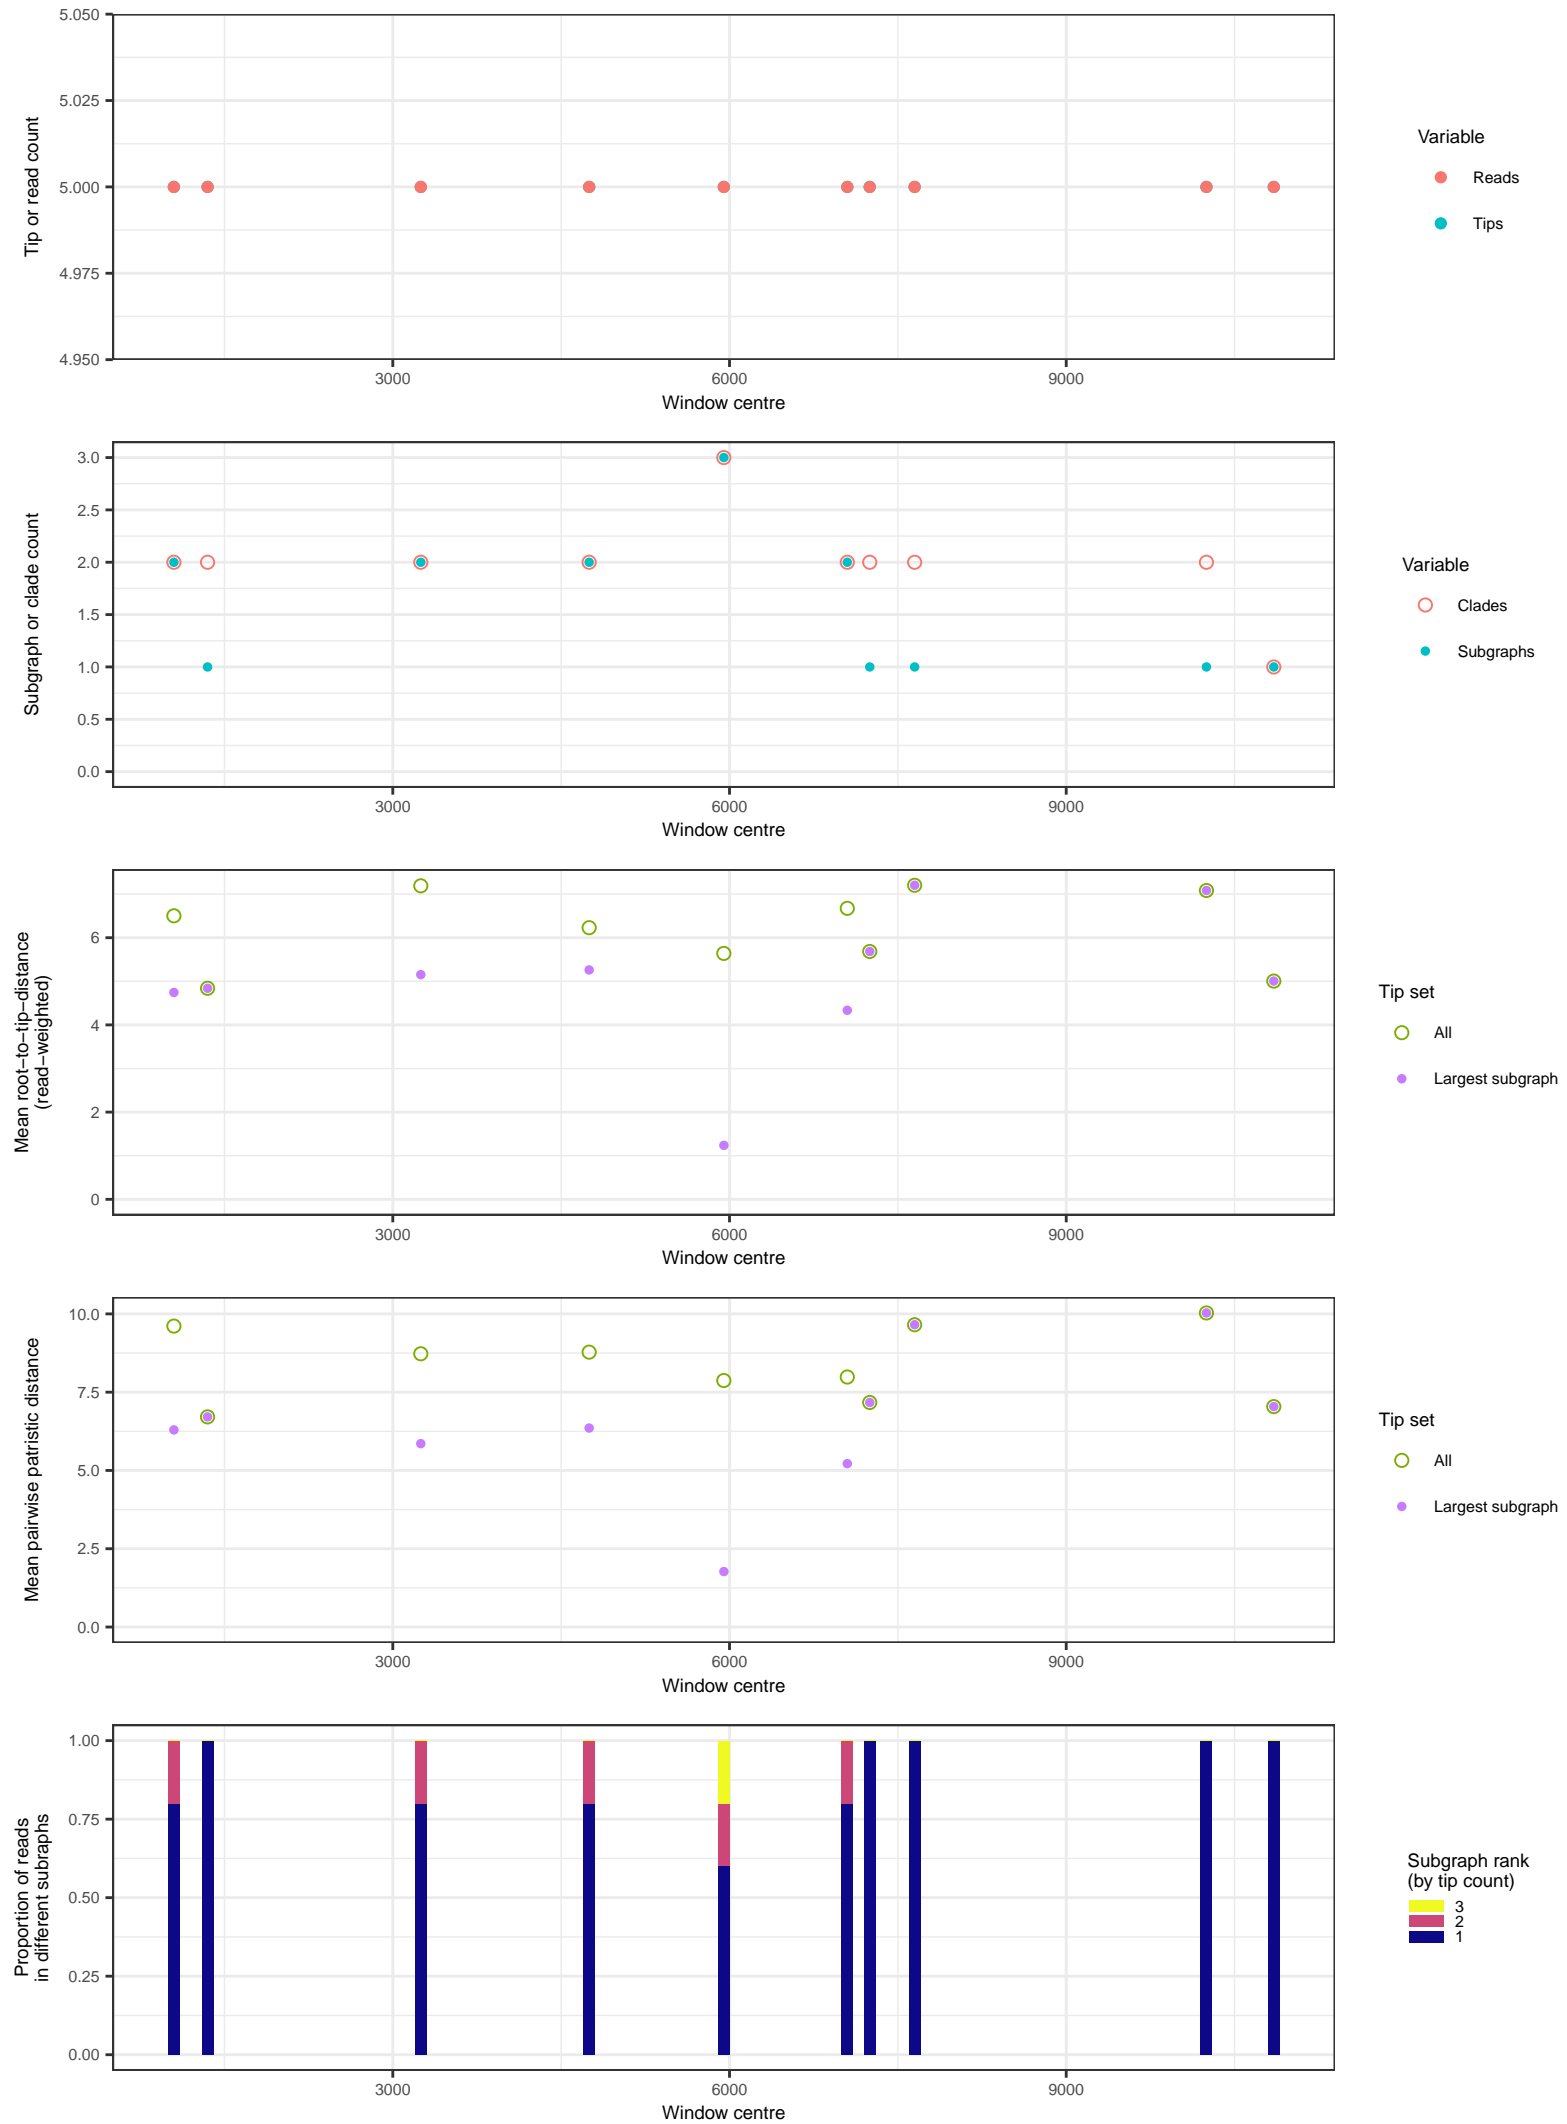 5.050
5.025
5.000
4.975
4.950
Tip or read count
3000
6000
9000
Window centre
Variable
Reads
Tips
3.0
2.5
2.0
1.5
1.0
0.5
0.0
Subgraph or clade count
3000
6000
9000
Window centre
Variable
Clades
Subgraphs
6
4
2
0
Mean root−to−tip−distance
(read−weighted)
3000
6000
9000
Window centre
Tip set
All
Largest subgraph
10.0
7.5
5.0
2.5
0.0
Mean pairwise patristic distance
3000
6000
9000
Window centre
Tip set
All
Largest subgraph
1.00
0.75
0.50
0.25
0.00
Proportion of reads
in different subraphs
3000
6000
9000
Window centre
Subgraph rank
(by tip count)
3
2
1